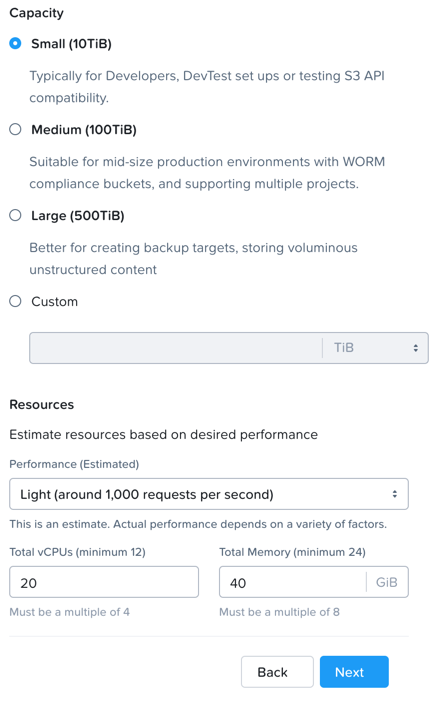 Capacity
Small (10TiB)
Typically for Developers, DevTest set ups or testing S3 API
compatibility.
Medium (100TiB)
Suitable for mid-size production environments with WORM
compliance buckets, and supporting multiple projects.
Large (500TiB)
Better for creating backup targets, storing voluminous
unstructured content
Custom
TiB
Resources
Estimate resources based on desired performance
Performance (Estimated)
Light (around 1,000 requests per second)
This is an estimate. Actual performance depends on a variety of factors.
Total vCPUs (minimum 12) Total Memory (minimum 24)
20 40 GiB
Must be a multiple of 4 Must be a multiple of 8
Back Next